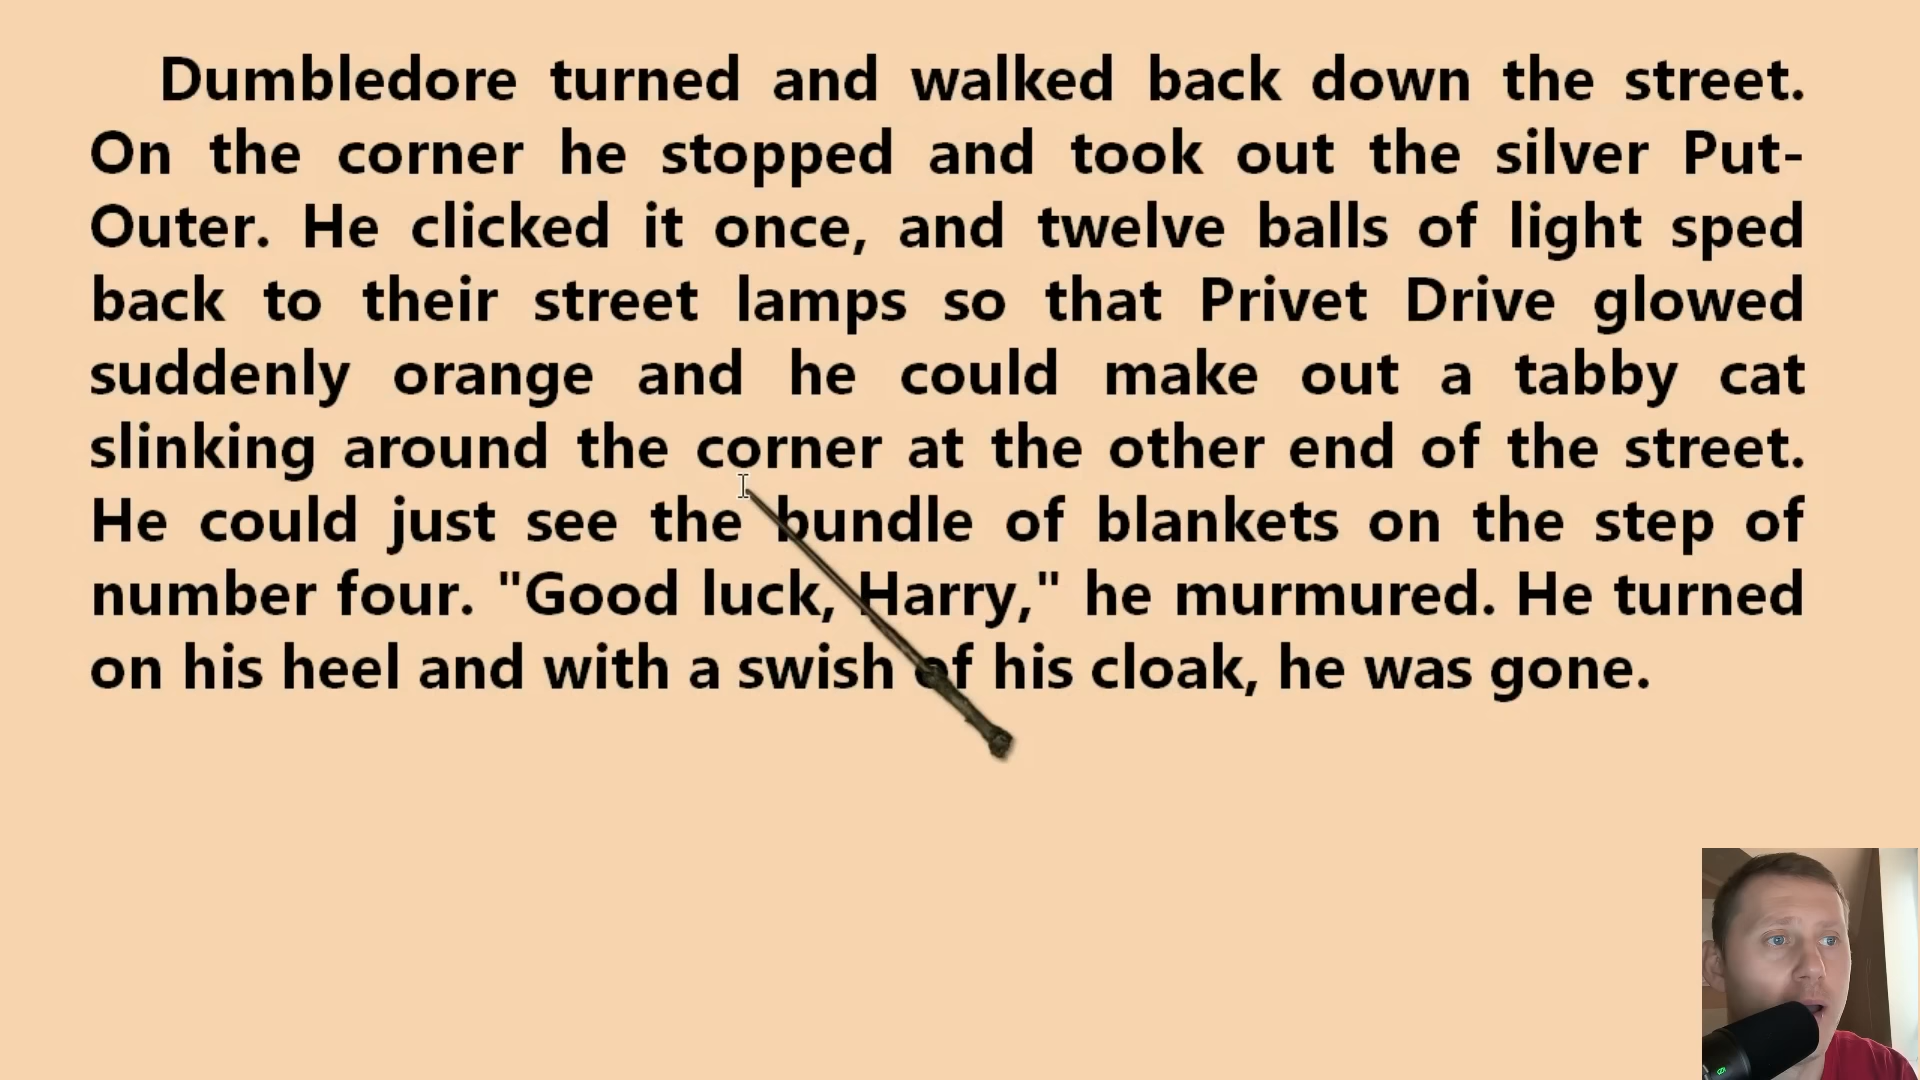 Dumbledore turned and walked back down the street.
On the corner he stopped and took out the silver Put-
Outer. He clicked it once, and twelve balls of light sped
back to their street lamps so that Privet Drive glowed
suddenly orange and he could make out a tabby cat
slinking around the corner at the other end of the street.
He could just see the bundle of blankets on the step of
number four. "Good luck, Harry," he murmured. He turned
on his heel and with a swish of his cloak, he was gone.